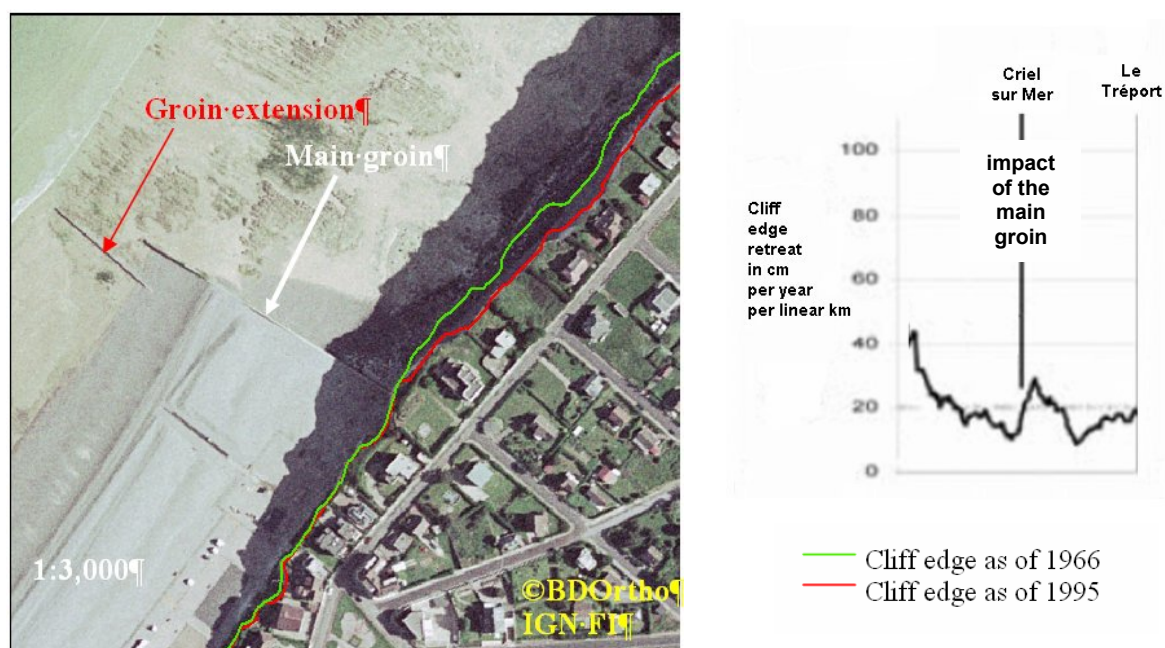 Groin·extension¶
Main·groin¶
1:3,000¶
©BDOrtho¶
IGN·FI¶
Criel
sur Mer
Le
Tréport
impact
of the
main
groin
Cliff
edge
retreat
in cm
per year
per linear km
100
80
60
40
20
0
Cliff edge as of 1966
Cliff edge as of 1995